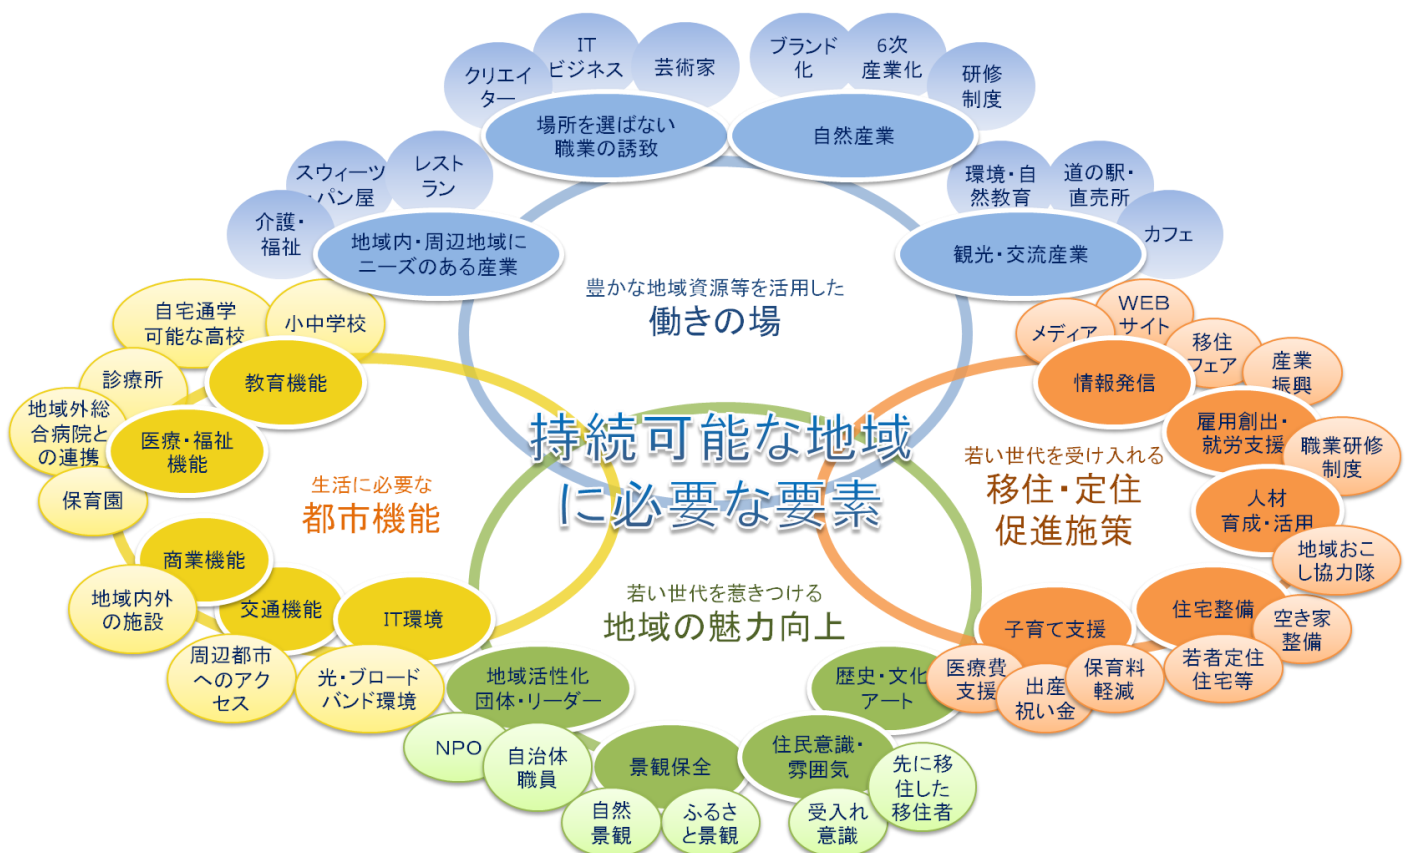 IT
ビジネス
クリエイ
ター
芸術家
ブランド
化
6次
産業化
研修
制度
場所を選ばない
職業の誘致
自然産業
スウィーツ
パン屋
レスト
ラン
介護・
福祉
地域内・周辺地域に
ニーズのある産業
環境・自
然教育
道の駅・
直売所
カフェ
観光・交流産業
豊かな地域資源等を活用した
働きの場
自宅通学
可能な高校
小中学校
教育機能
診療所
地域外総
合病院と
の連携
医療・福祉
機能
保育園
生活に必要な
都市機能
商業機能
地域内外
の施設
交通機能
周辺都市
へのアク
セス
IT環境
光・ブロード
バンド環境
持続可能な地域
に必要な要素
メディア
WEB
サイト
移住
フェア
情報発信
産業
振興
雇用創出・
就労支援
職業研修
制度
若い世代を受け入れる
移住・定住
促進施策
人材
育成・活用
地域おこ
し協力隊
住宅整備
空き家
整備
若者定住
住宅等
子育て支援
医療費
支援
出産
祝い金
保育料
軽減
若い世代を惹きつける
地域の魅力向上
地域活性化
団体・リーダー
NPO
自治体
職員
景観保全
自然
景観
ふるさ
と景観
歴史・文化
アート
住民意識・
雰囲気
受入れ
意識
先に移
住した
移住者